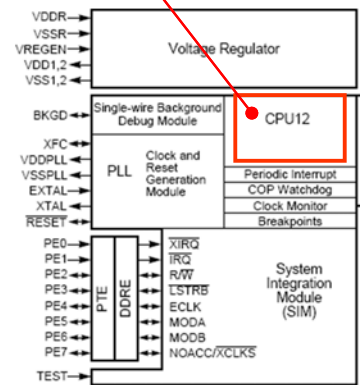 VDDR
VSSR
VREGEN
VDD1,2
VSS1,2
Voltage Regulator
BKGD
Single-wire Background
Debug Module
CPU12
XFC
VDDPLL
VSSPLL
EXTAL
XTAL
RESET
PLL
Clock and
Reset
Generation
Module
Periodic Interrupt
COP Watchdog
Clock Monitor
Breakpoints
PE0
PE1
PE2
PE3
PE4
PE5
PE6
PE7
PTE
DDRE
XIRQ
IRQ
R/W
LSTRB
ECLK
MODA
MODB
NOACC/XCLKS
System
Integration
Module
(SIM)
TEST